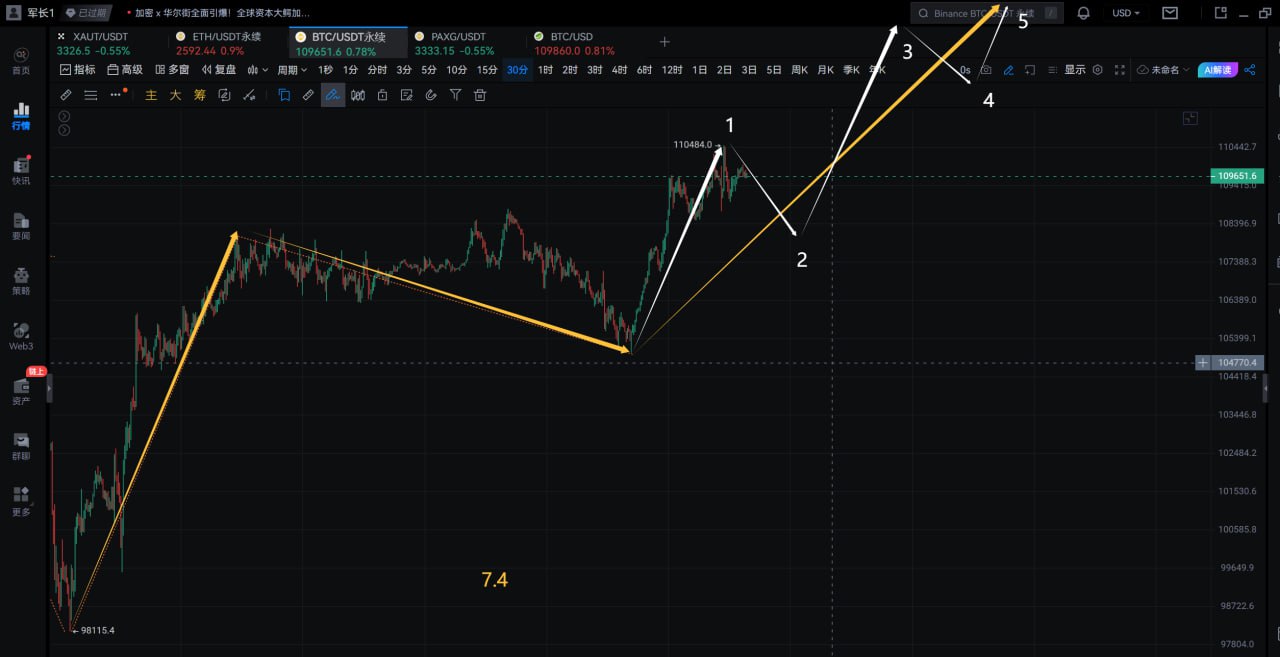 军长1 已过期 • 加密 x 华尔街全面引爆！全球资本大鳄加... Binance BTC/USDT 永续 / USD
XAUT/USDT ETH/USDT永续 BTC/USDT永续 PAXG/USDT BTC/USD
3326.5 -0.55% 2592.44 0.9% 109651.6 0.78% 3333.15 -0.55% 109860.0 0.81%
指标 高级 多窗 复盘 周期 1秒 1分 分时 3分 5分 10分 15分 30分 1时 2时 3时 4时 6时 12时 1日 2日 3日 5日 周K 月K 季K 年K 0s 显示 未命名 AI解读
主 大 筹
首页
行情
快讯
要闻
策略
Web3
链上
资产
群聊
更多
1
2
3
4
5
110484.0
98115.4
7.4
110442.7
109651.6
109415.0
108396.9
107388.3
106389.0
105399.1
104770.4
104418.4
103446.8
102484.2
101530.6
100585.8
99649.9
98722.6
97804.0